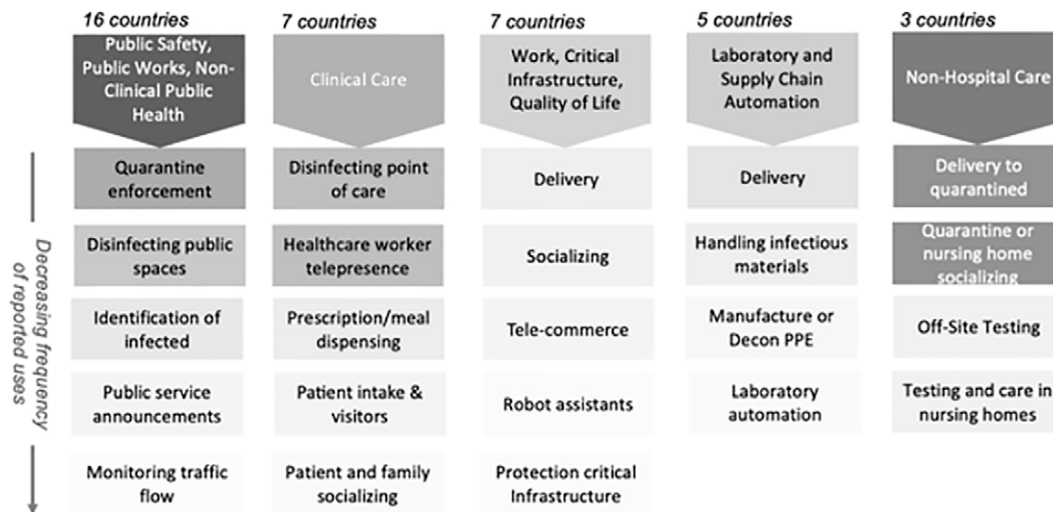 16 countries
Public Safety,
Public Works, Non-
Clinical Public
Health
7 countries
Clinical Care
7 countries
Work, Critical
Infrastructure,
Quality of Life
5 countries
Laboratory and
Supply Chain
Automation
3 countries
Non-Hospital Care
Decreasing frequency
of reported uses
Quarantine
enforcement
Disinfecting public
spaces
Identification of
infected
Public service
announcements
Monitoring traffic
flow
Disinfecting point
of care
Healthcare worker
telepresence
Prescription/meal
dispensing
Patient intake &
visitors
Patient and family
socializing
Delivery
Socializing
Tele-commerce
Robot assistants
Protection critical
Infrastructure
Delivery
Handling infectious
materials
Manufacture or
Decon PPE
Laboratory
automation
Delivery to
quarantined
Quarantine or
nursing home
socializing
Off-Site Testing
Testing and care in
nursing homes